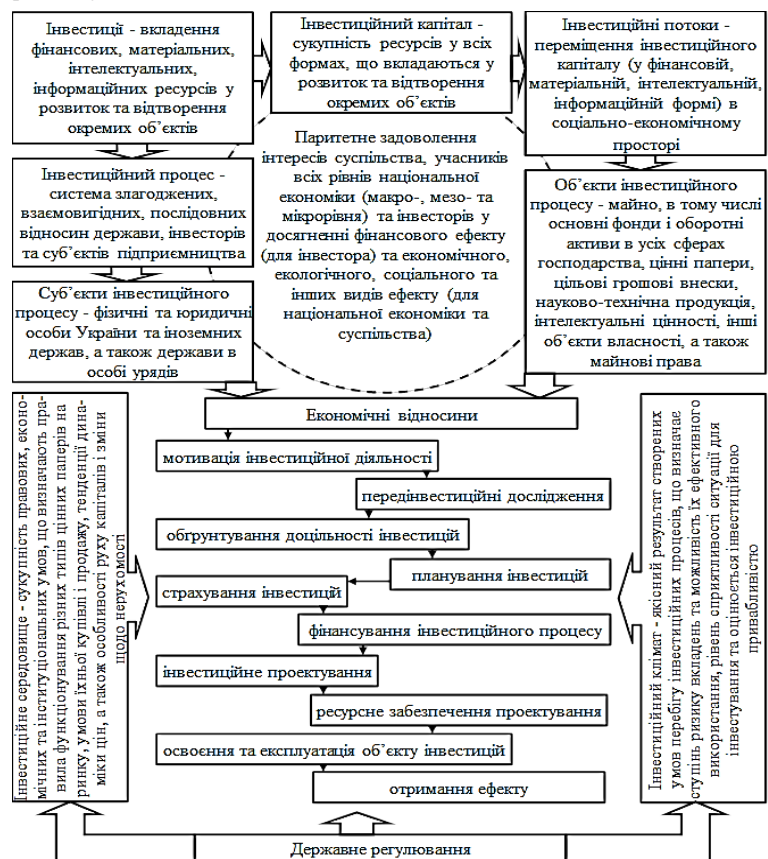 Інвестиції - вкладення
фінансових, матеріальних,
інтелектуальних,
інформаційних ресурсів у
розвиток та відтворення
окремих об’єктів
Інвестиційний капітал -
сукупність ресурсів у всіх
формах, що вкладаються у
розвиток та відтворення
окремих об’єктів
Інвестиційні потоки -
переміщення інвестиційного
капіталу (у фінансовій,
матеріальній, інтелектуальній,
інформаційній формі) в
соціально-економічному
просторі
Інвестиційний процес -
система злагоджених,
взаємовигідних, послідовних
відносин держави, інвесторів
та суб’єктів підприємництва
Паритетне задоволення
інтересів суспільства, учасників
всіх рівнів національної
економіки (макро-, мезо- та
мікрорівня) та інвесторів у
досягненні фінансового ефекту
(для інвестора) та економічного,
екологічного, соціального та
інших видів ефекту (для
національної економіки та
суспільства)
Об’єкти інвестиційного
процесу - майно, в тому числі
основні фонди і оборотні
активи в усіх сферах
господарства, цінні папери,
цільові грошові внески,
науково-технічна продукція,
інтелектуальні цінності, інші
об’єкти власності, а також
майнові права
Суб’єкти інвестиційного
процесу - фізичні та юридичні
особи України та іноземних
держав, а також держави в
особі урядів
Економічні відносини
мотивація інвестиційної діяльності
передінвестиційні дослідження
обґрунтування доцільності інвестицій
планування інвестицій
страхування інвестицій
фінансування інвестиційного процесу
інвестиційне проектування
ресурсне забезпечення проектування
освоєння та експлуатація об’єкту інвестицій
отримання ефекту
Інвестиційне середовище - сукупність правових, еконо-
мічних та інституціональних умов, що визначають пра-
вила функціонування різних типів цінних паперів на
ринку, умови їхньої купівлі і продажу, тенденції дина-
міки цін, а також особливості руху капіталів і зміни
щодо нерухомості
Інвестиційний клімат - якісний результат створених
умов перебігу інвестиційних процесів, що визначає
ступінь ризику вкладень та можливість їх ефективного
використання, рівень сприятливості ситуації для
інвестування та оцінюється інвестиційною
привабливістю
Державне регулювання